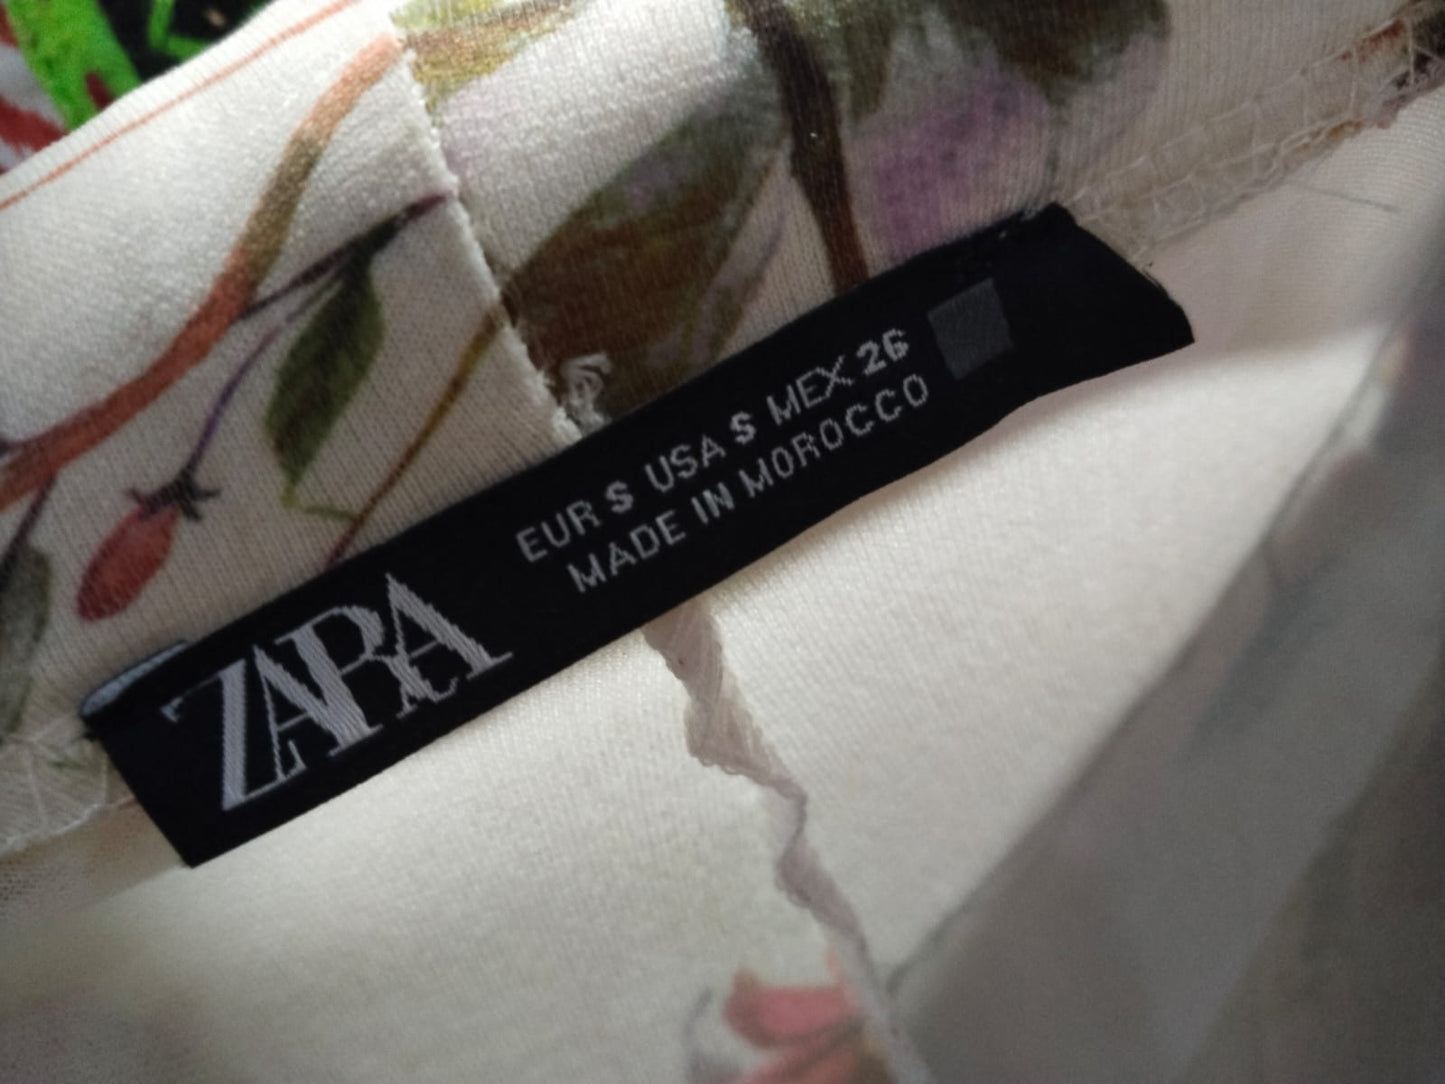 ZARA
EUR S USA S MEX 26
MADE IN MOROCCO